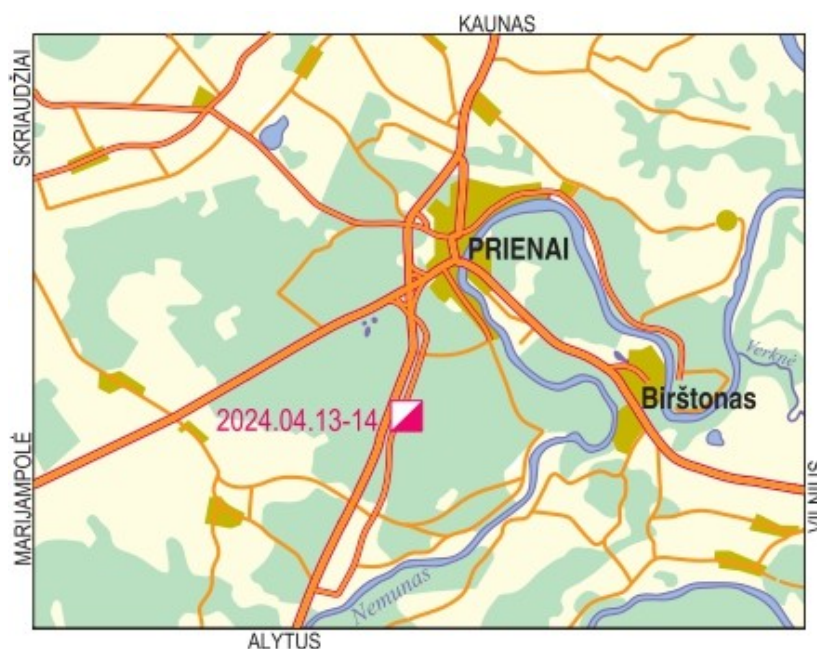 KAUNAS
SKRIAUDŽIAI
PRIENAI
Verknė
Birštonas
2024.04.13-14
MARIJAMPOLĖ
VILNIUS
Nemunas
ALYTUS